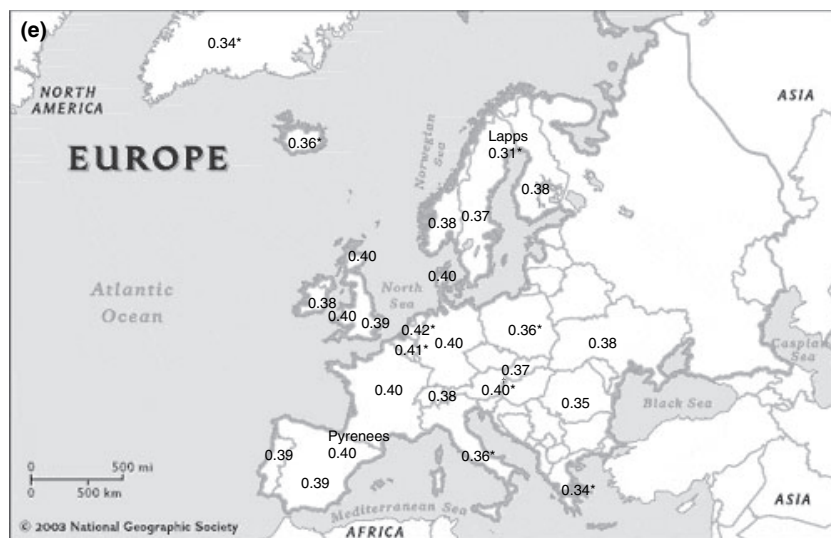 (e)
0.34*
NORTH
AMERICA
ASIA
0.36*
EUROPE
Norwegian
Sea
Lapps
0.31*
0.38
0.38
0.37
0.40
0.40
North
Sea
Atlantic
Ocean
0.38
0.40
0.39
0.42*
0.40
0.36*
0.38
0.41*
Caspian
Sea
0.37
0.40
0.38
0.40*
0.35
Black Sea
Pyrenees
0.39
0.40
0.36*
0.39
0.34*
0 500 mi
0 500 km
Mediterranean Sea
ASIA
AFRICA
© 2003 National Geographic Society